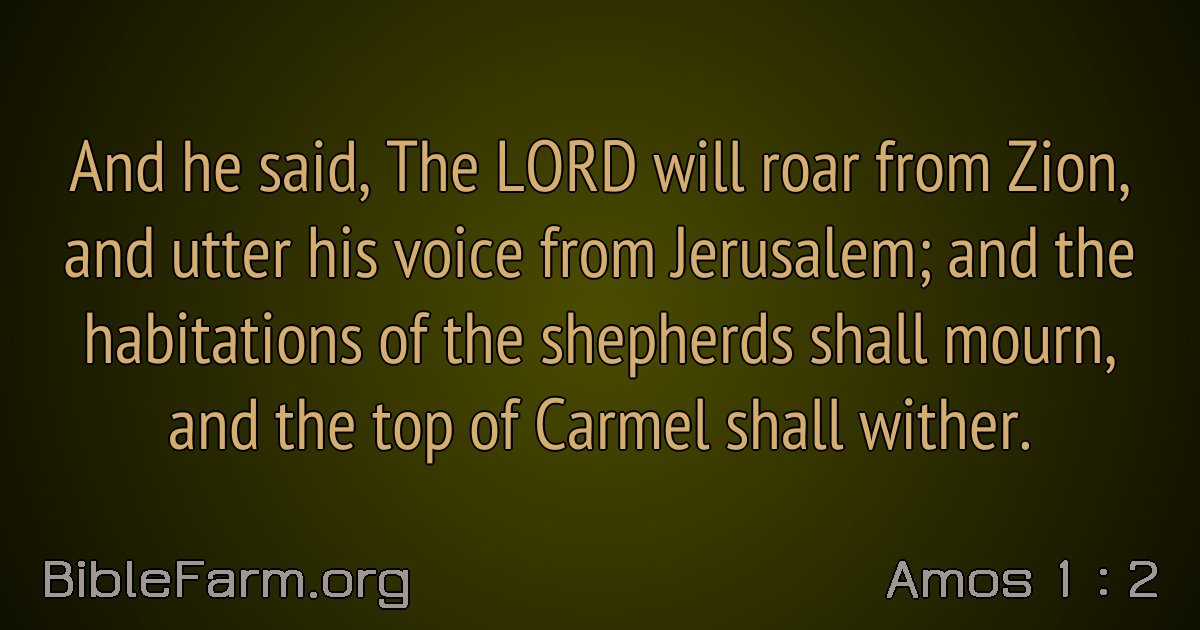 And he said, The LORD will roar from Zion,
and utter his voice from Jerusalem; and the
habitations of the shepherds shall mourn,
and the top of Carmel shall wither.
BibleFarm.org
Amos 1 : 2